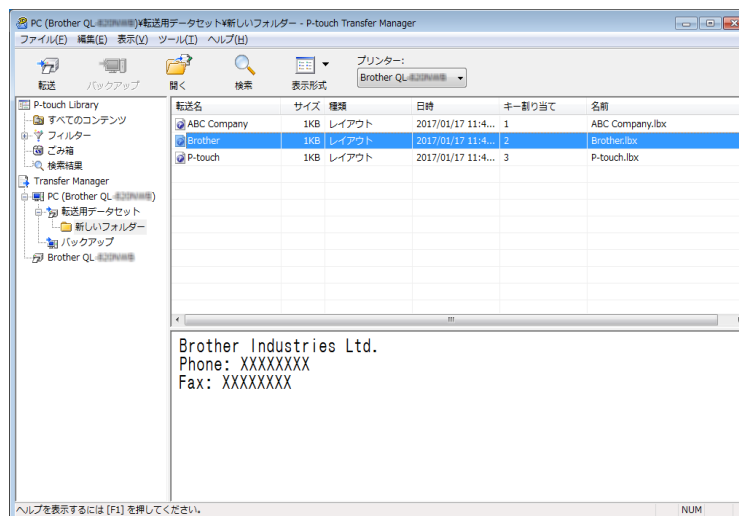 PC (Brother QL-)¥転送用データセット¥新しいフォルダー - P-touch Transfer Manager
ファイル(F) 編集(E) 表示(V) ツール(T) ヘルプ(H)
転送 バックアップ 開く 検索 表示形式
プリンター:
Brother QL-
P-touch Library
すべてのコンテンツ
フィルター
ごみ箱
検索結果
Transfer Manager
PC (Brother QL-)
転送用データセット
新しいフォルダー
バックアップ
Brother QL-
転送名 サイズ 種類 日時 キー割り当て 名前
ABC Company 1KB レイアウト 2017/01/17 11:4... 1 ABC Company.lbx
Brother 1KB レイアウト 2017/01/17 11:4... 2 Brother.lbx
P-touch 1KB レイアウト 2017/01/17 11:4... 3 P-touch.lbx
Brother Industries Ltd.
Phone: XXXXXXXX
Fax: XXXXXXXX
ヘルプを表示するには [F1] を押してください。
NUM